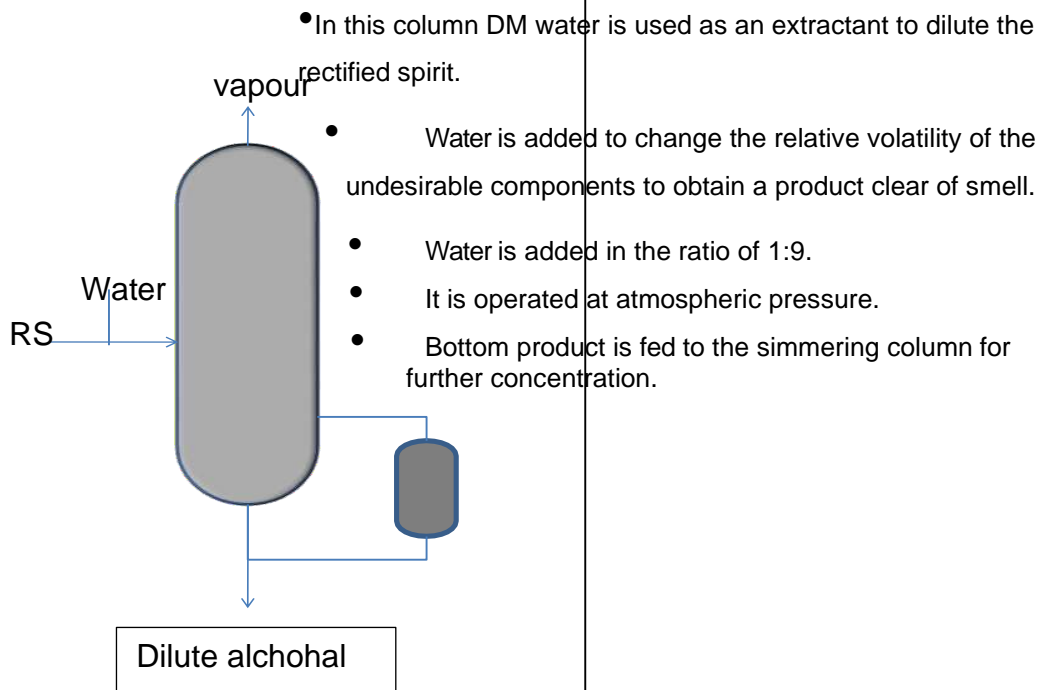 •In this column DM water is used as an extractant to dilute the
rectified spirit.
vapour
• Water is added to change the relative volatility of the
undesirable components to obtain a product clear of smell.
• Water is added in the ratio of 1:9.
Water
• It is operated at atmospheric pressure.
RS
• Bottom product is fed to the simmering column for
further concentration.
Dilute alchohal